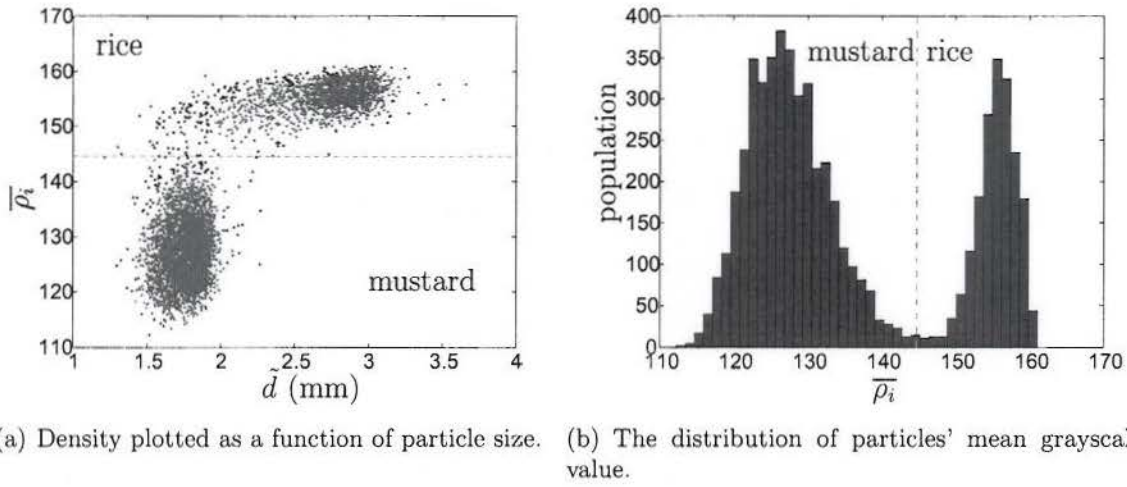 170
rice
160
150
140
130
120
110
ρ̅ᵢ
mustard
1 1.5 2 2.5 3 3.5 4
d̃ (mm)
400
350
300
250
200
150
100
50
0
population
mustard rice
110 120 130 140 150 160 170
ρ̅ᵢ
(a) Density plotted as a function of particle size.
(b) The distribution of particles' mean grayscal
value.